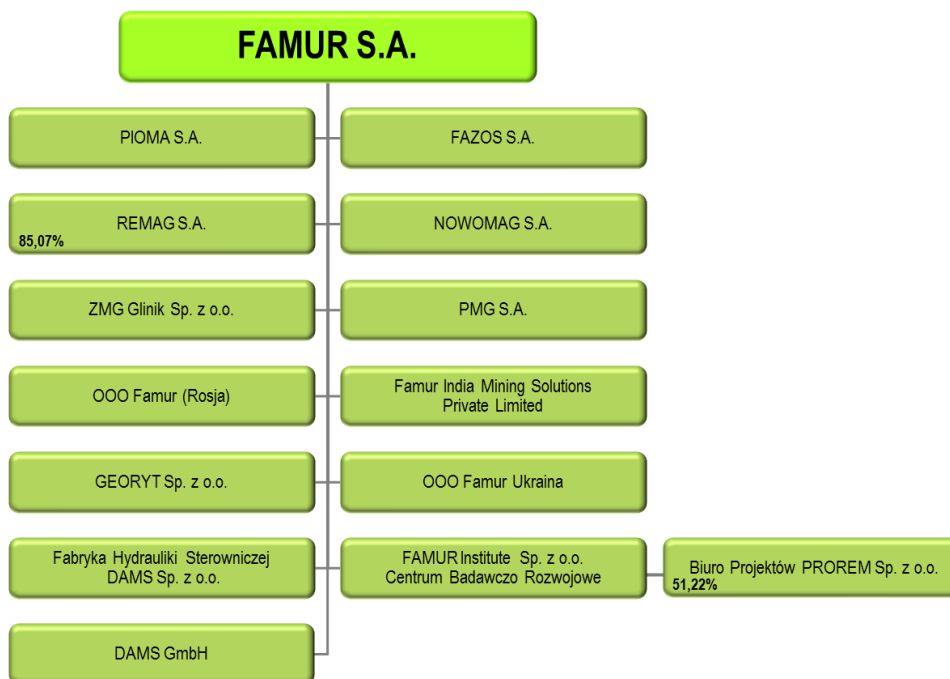 FAMUR S.A.
PIOMA S.A.
FAZOS S.A.
REMAG S.A.
85,07%
NOWOMAG S.A.
ZMG Glinik Sp. z o.o.
PMG S.A.
OOO Famur (Rosja)
Famur India Mining Solutions
Private Limited
GEORYT Sp. z o.o.
OOO Famur Ukraina
Fabryka Hydrauliki Sterowniczej
DAMS Sp. z o.o.
FAMUR Institute Sp. z o.o.
Centrum Badawczo Rozwojowe
Biuro Projektów PROREM Sp. z o.o.
51,22%
DAMS GmbH